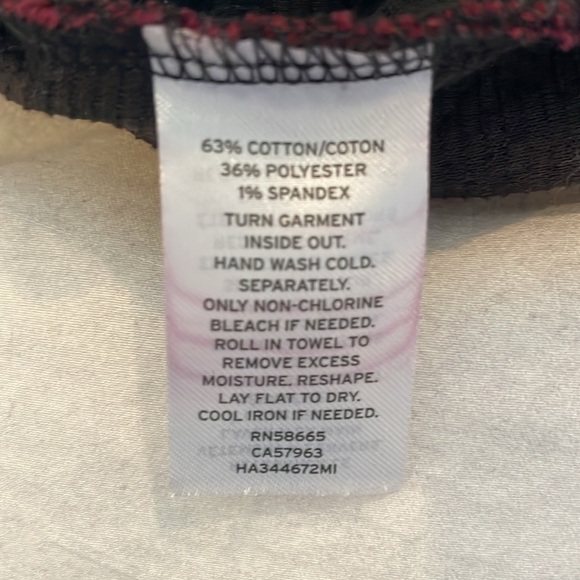 63% COTTON/COTON
36% POLYESTER
1% SPANDEX
TURN GARMENT
INSIDE OUT.
HAND WASH COLD.
SEPARATELY.
ONLY NON-CHLORINE
BLEACH IF NEEDED.
ROLL IN TOWEL TO
REMOVE EXCESS
MOISTURE. RESHAPE.
LAY FLAT TO DRY.
COOL IRON IF NEEDED.
RN58665
CA57963
HA344672MI